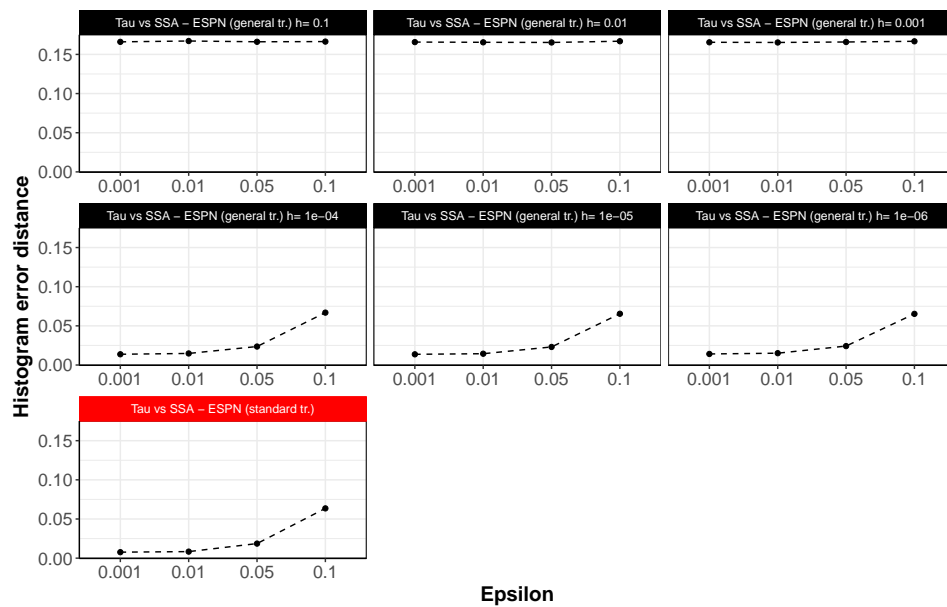 Tau vs SSA − ESPN (general tr.) h= 0.1
Tau vs SSA − ESPN (general tr.) h= 0.01
Tau vs SSA − ESPN (general tr.) h= 0.001
0.15
0.10
0.05
0.00
0.001 0.01 0.05 0.1
0.001 0.01 0.05 0.1
0.001 0.01 0.05 0.1
Tau vs SSA − ESPN (general tr.) h= 1e−04
Tau vs SSA − ESPN (general tr.) h= 1e−05
Tau vs SSA − ESPN (general tr.) h= 1e−06
0.15
0.10
0.05
0.00
0.001 0.01 0.05 0.1
0.001 0.01 0.05 0.1
0.001 0.01 0.05 0.1
Tau vs SSA − ESPN (standard tr.)
0.15
0.10
0.05
0.00
0.001 0.01 0.05 0.1
Histogram error distance
Epsilon